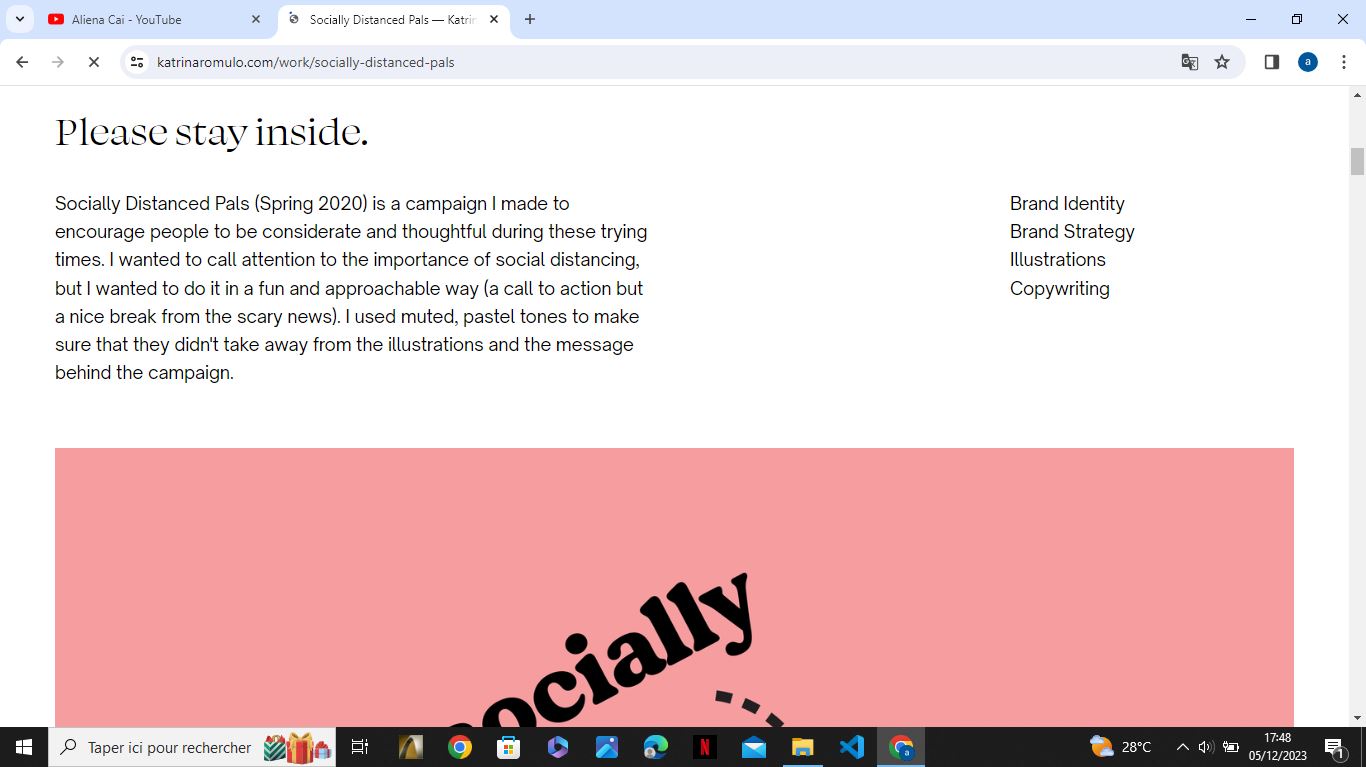 Aliena Cai - YouTube
Socially Distanced Pals — Katrin
katrinaromulo.com/work/socially-distanced-pals
a
Please stay inside.
Socially Distanced Pals (Spring 2020) is a campaign I made to
encourage people to be considerate and thoughtful during these trying
times. I wanted to call attention to the importance of social distancing,
but I wanted to do it in a fun and approachable way (a call to action but
a nice break from the scary news). I used muted, pastel tones to make
sure that they didn't take away from the illustrations and the message
behind the campaign.
Brand Identity
Brand Strategy
Illustrations
Copywriting
socially
Taper ici pour rechercher
N
a
28°C
17:48
05/12/2023
1